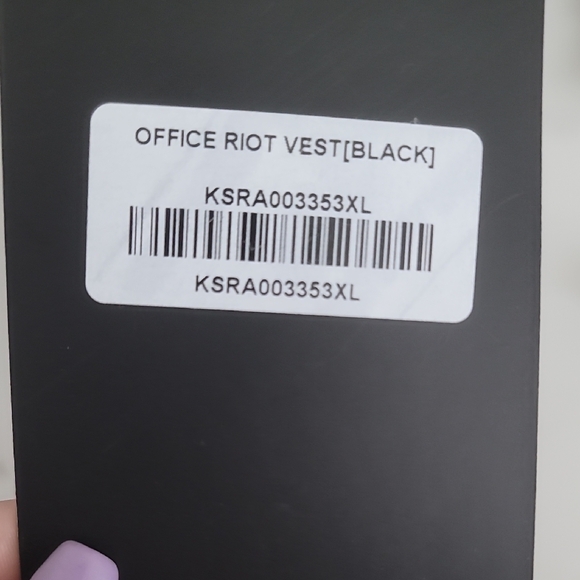 OFFICE RIOT VEST[BLACK]
KSRA003353XL
KSRA003353XL